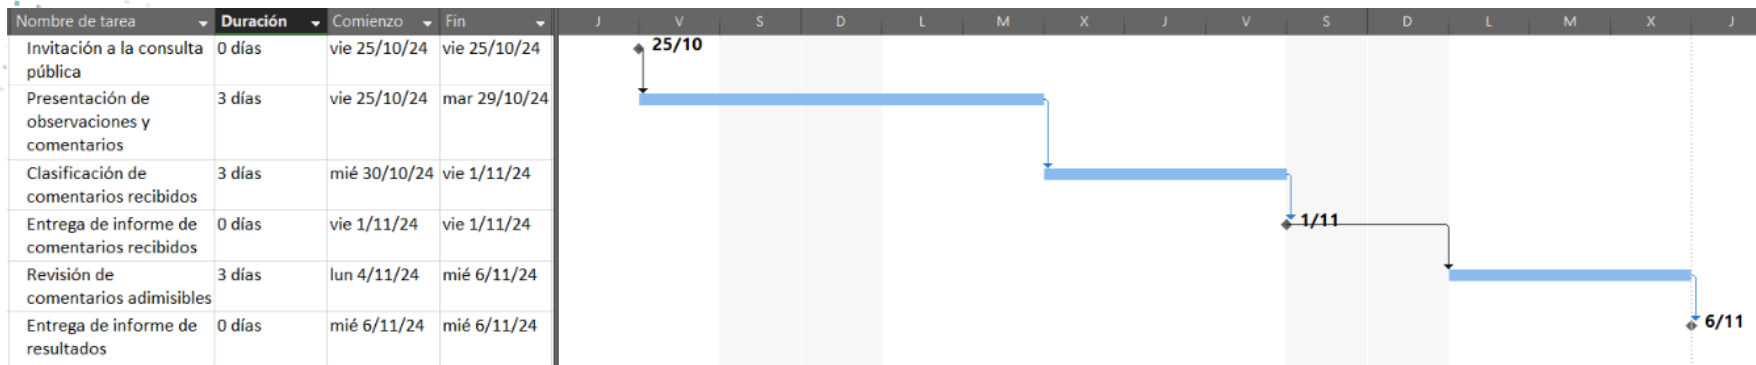 Nombre de tarea Duración Comienzo Fin J V S D L M X J V S D L M X J
Invitación a la consulta 0 días vie 25/10/24 vie 25/10/24 25/10
pública
Presentación de 3 días vie 25/10/24 mar 29/10/24
observaciones y
comentarios
Clasificación de 3 días mié 30/10/24 vie 1/11/24
comentarios recibidos
Entrega de informe de 0 días vie 1/11/24 vie 1/11/24 1/11
comentarios recibidos
Revisión de 3 días lun 4/11/24 mié 6/11/24
comentarios adimisibles
Entrega de informe de 0 días mié 6/11/24 mié 6/11/24 6/11
resultados